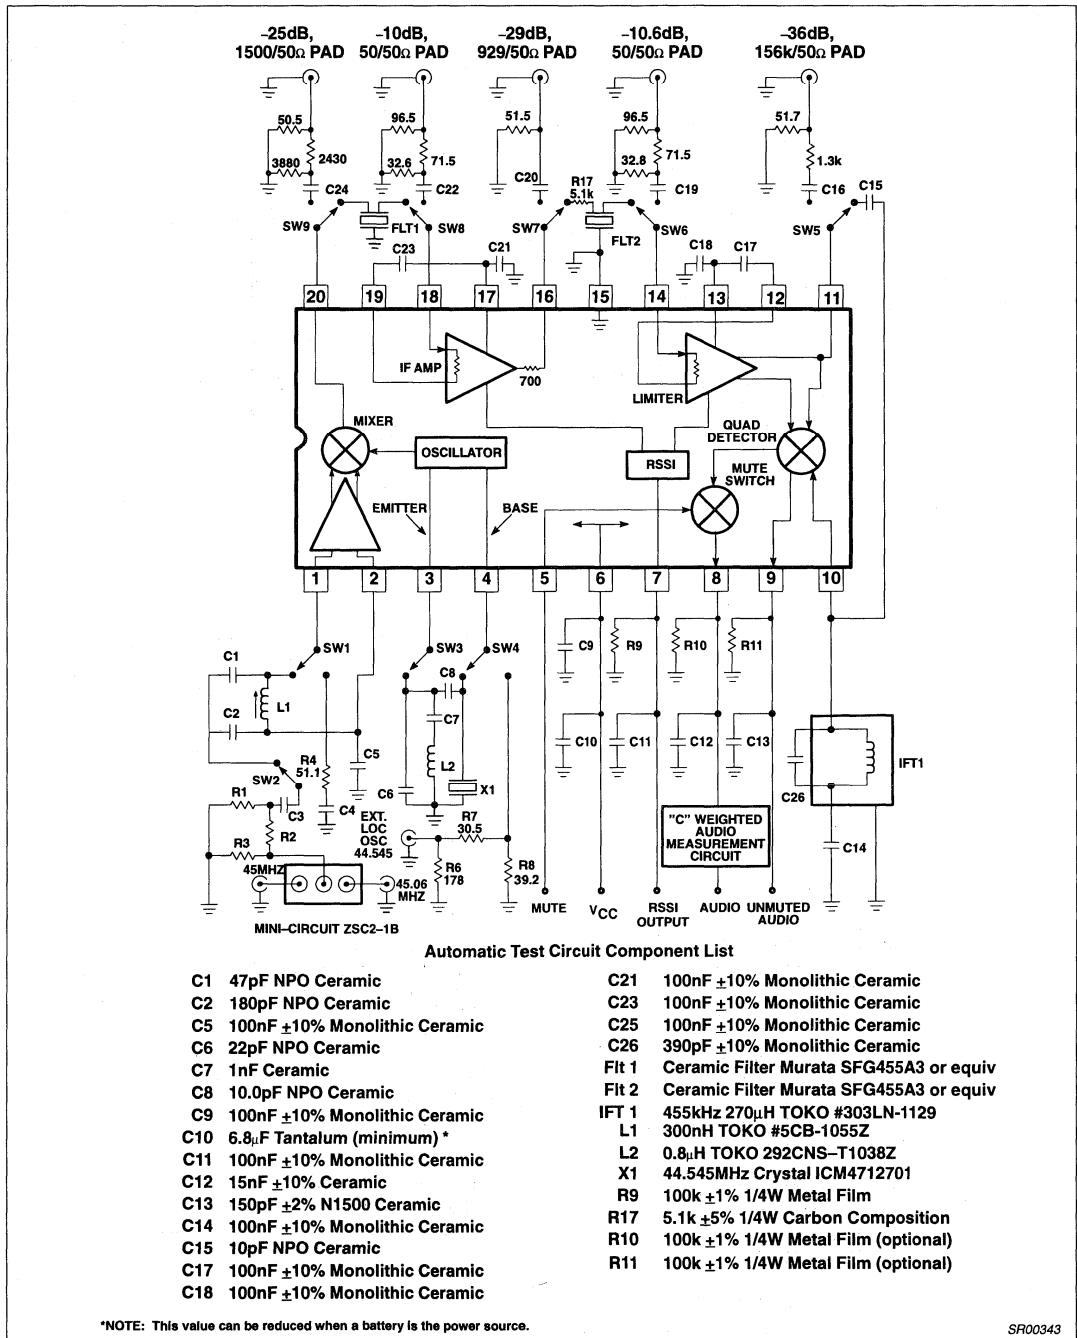 –25dB,
1500/50Ω PAD
–10dB,
50/50Ω PAD
–29dB,
929/50Ω PAD
–10.6dB,
50/50Ω PAD
–36dB,
156k/50Ω PAD
50.5
2430
3880
C24
96.5
71.5
32.6
C22
51.5
C20
R17
5.1k
96.5
71.5
32.8
C19
51.7
1.3k
C16
C15
SW9
FLT1
SW8
SW7
FLT2
SW6
SW5
C23
C21
C18
C17
20
19
18
17
16
15
14
13
12
11
IF AMP
700
LIMITER
MIXER
OSCILLATOR
RSSI
QUAD
DETECTOR
MUTE
SWITCH
EMITTER
BASE
1
2
3
4
5
6
7
8
9
10
SW1
SW3
SW4
C1
L1
C2
C8
C7
L2
X1
C5
C6
R4
51.1
C4
SW2
C3
R1
R2
R3
45MHZ
45.06
MHZ
MINI–CIRCUIT ZSC2–1B
EXT.
LOC
OSC
44.545
R7
30.5
R6
178
R8
39.2
C9
R9
R10
R11
C10
C11
C12
C13
"C" WEIGHTED
AUDIO
MEASUREMENT
CIRCUIT
IFT1
C26
C14
MUTE
VCC
RSSI
OUTPUT
AUDIO
UNMUTED
AUDIO
Automatic Test Circuit Component List
C1 47pF NPO Ceramic
C2 180pF NPO Ceramic
C5 100nF ±10% Monolithic Ceramic
C6 22pF NPO Ceramic
C7 1nF Ceramic
C8 10.0pF NPO Ceramic
C9 100nF ±10% Monolithic Ceramic
C10 6.8µF Tantalum (minimum) *
C11 100nF ±10% Monolithic Ceramic
C12 15nF ±10% Ceramic
C13 150pF ±2% N1500 Ceramic
C14 100nF ±10% Monolithic Ceramic
C15 10pF NPO Ceramic
C17 100nF ±10% Monolithic Ceramic
C18 100nF ±10% Monolithic Ceramic
C21 100nF ±10% Monolithic Ceramic
C23 100nF ±10% Monolithic Ceramic
C25 100nF ±10% Monolithic Ceramic
C26 390pF ±10% Monolithic Ceramic
Flt 1 Ceramic Filter Murata SFG455A3 or equiv
Flt 2 Ceramic Filter Murata SFG455A3 or equiv
IFT 1 455kHz 270µH TOKO #303LN-1129
L1 300nH TOKO #5CB-1055Z
L2 0.8µH TOKO 292CNS–T1038Z
X1 44.545MHz Crystal ICM4712701
R9 100k ±1% 1/4W Metal Film
R17 5.1k ±5% 1/4W Carbon Composition
R10 100k ±1% 1/4W Metal Film (optional)
R11 100k ±1% 1/4W Metal Film (optional)
*NOTE: This value can be reduced when a battery is the power source.
SR00343